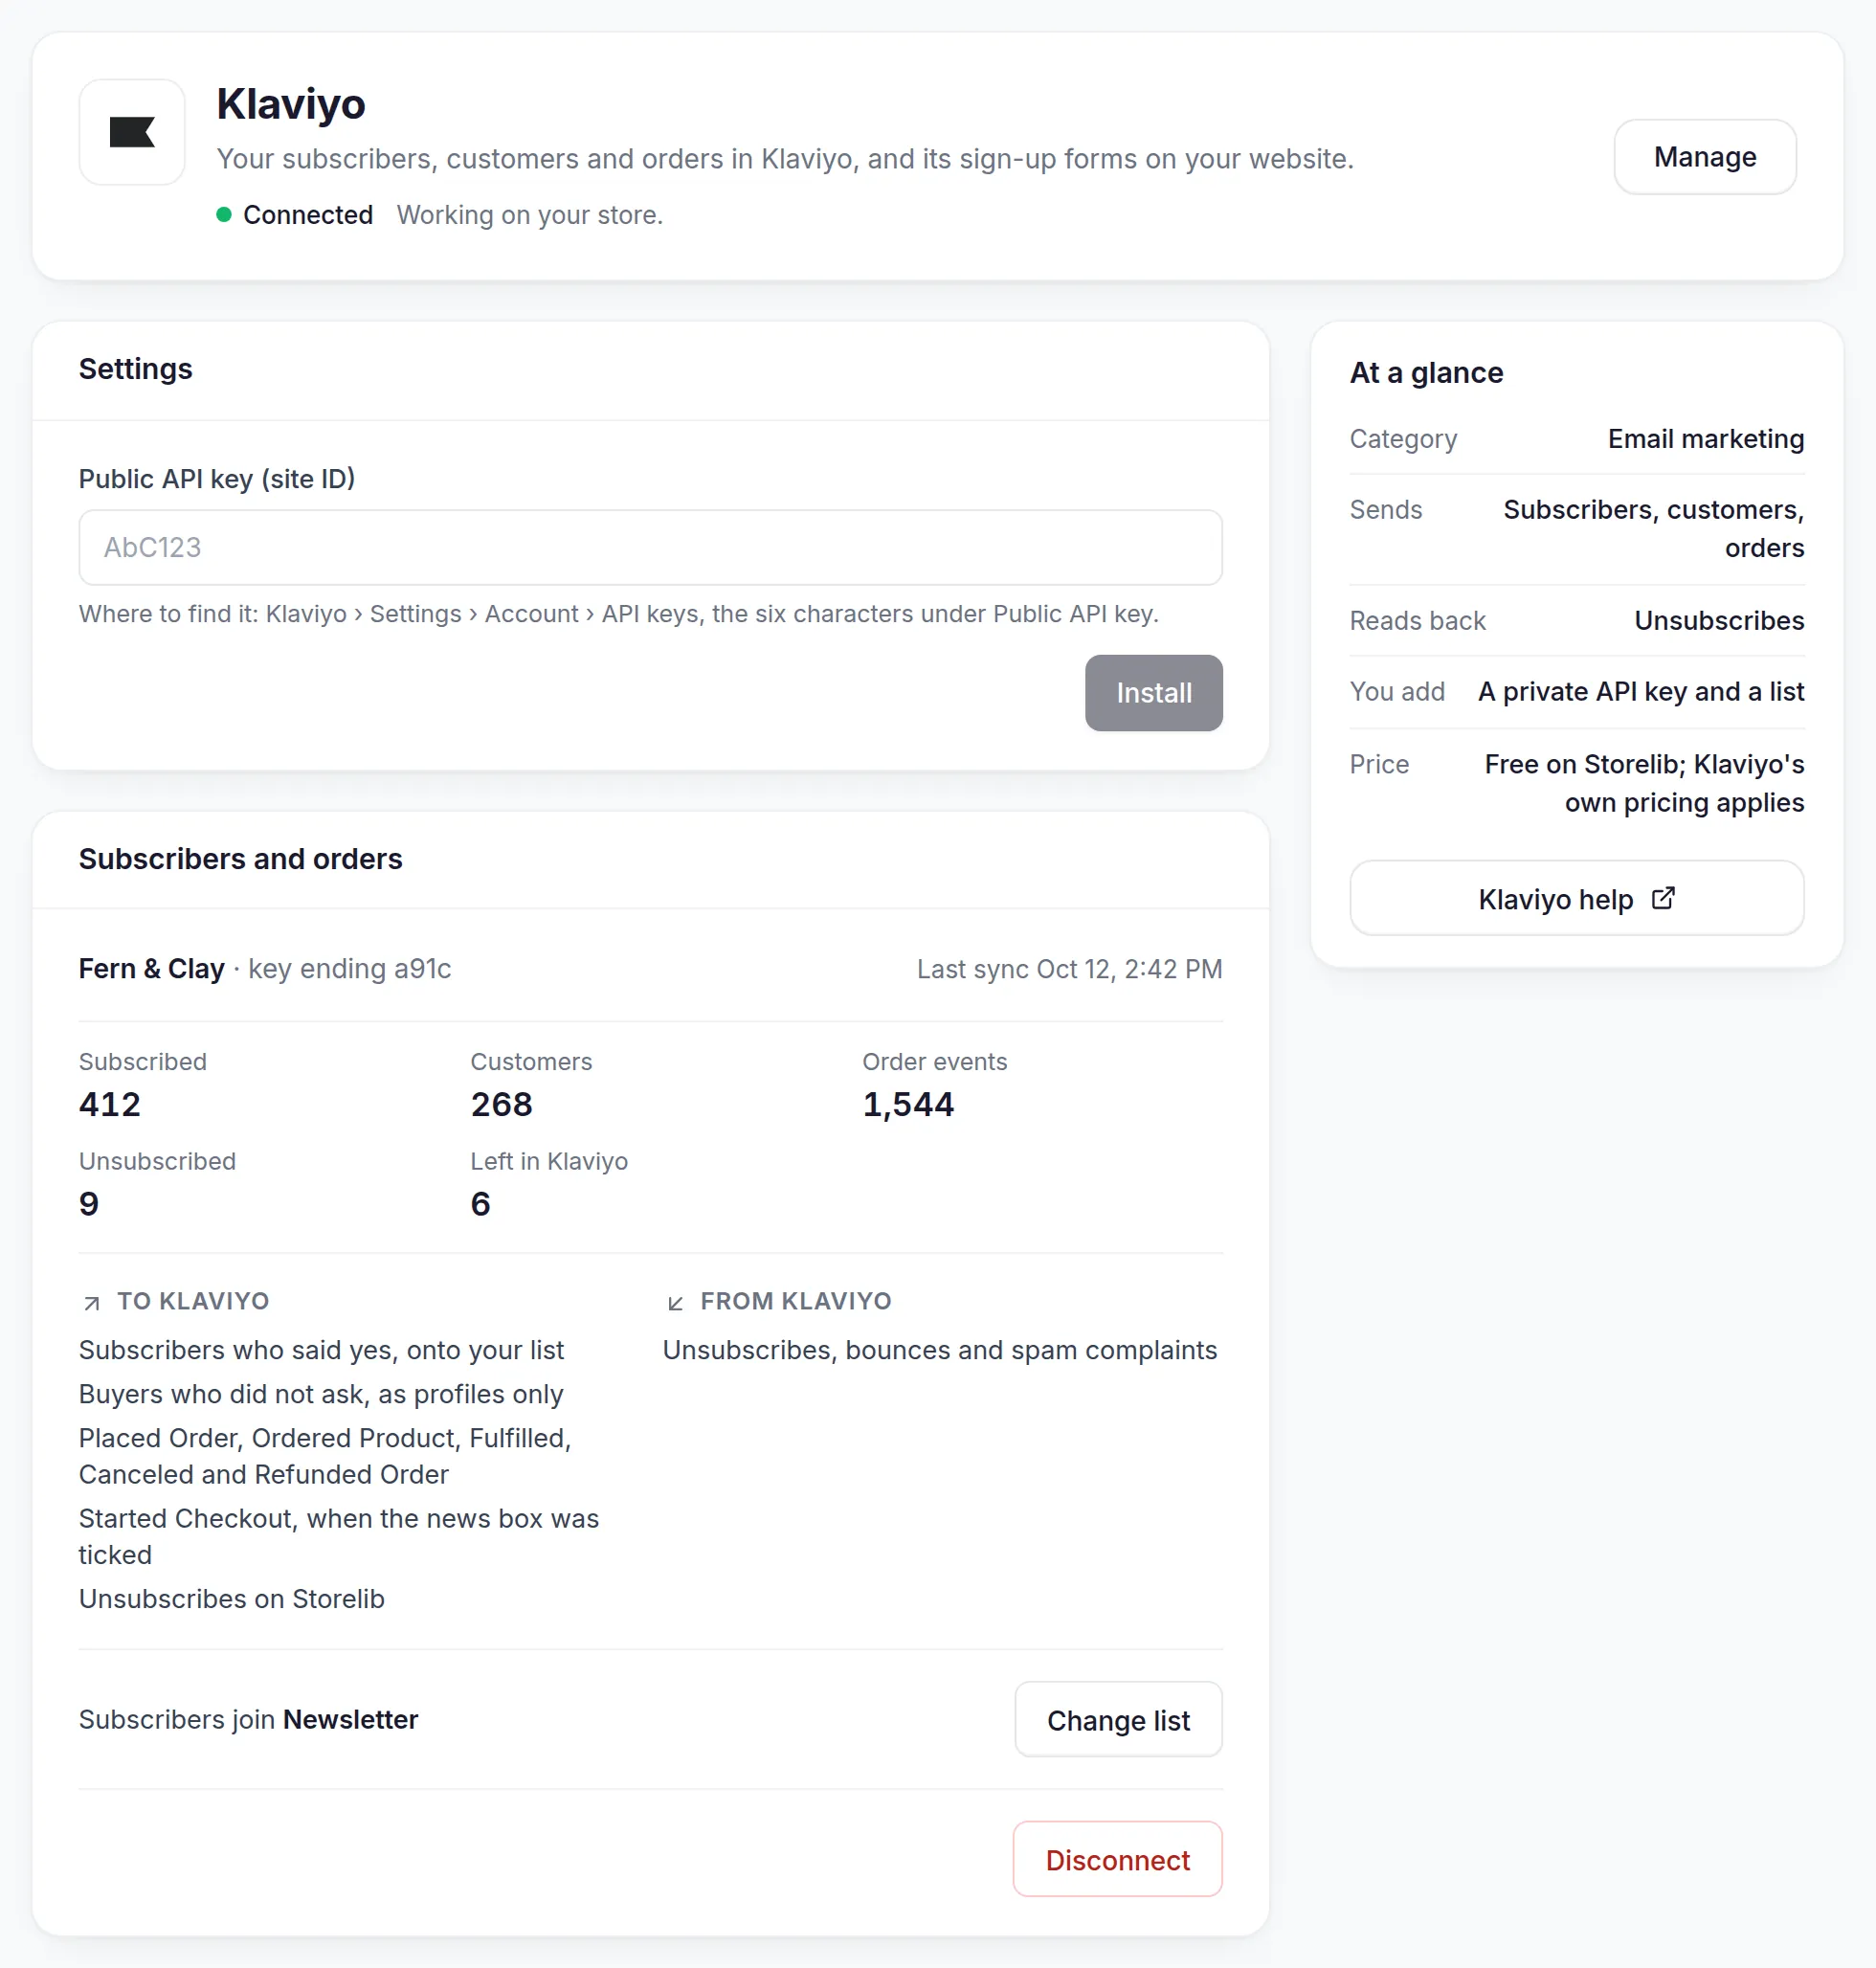 Klaviyo
Your subscribers, customers and orders in Klaviyo, and its sign-up forms on your website.
Connected Working on your store.
Manage
Settings
Public API key (site ID)
AbC123
Where to find it: Klaviyo › Settings › Account › API keys, the six characters under Public API key.
Install
At a glance
Category Email marketing
Sends Subscribers, customers,
orders
Reads back Unsubscribes
You add A private API key and a list
Price Free on Storelib; Klaviyo's
own pricing applies
Klaviyo help
Subscribers and orders
Fern & Clay · key ending a91c
Last sync Oct 12, 2:42 PM
Subscribed Customers Order events
412 268 1,544
Unsubscribed Left in Klaviyo
9 6
TO KLAVIYO
Subscribers who said yes, onto your list
Buyers who did not ask, as profiles only
Placed Order, Ordered Product, Fulfilled,
Canceled and Refunded Order
Started Checkout, when the news box was
ticked
Unsubscribes on Storelib
FROM KLAVIYO
Unsubscribes, bounces and spam complaints
Subscribers join Newsletter
Change list
Disconnect